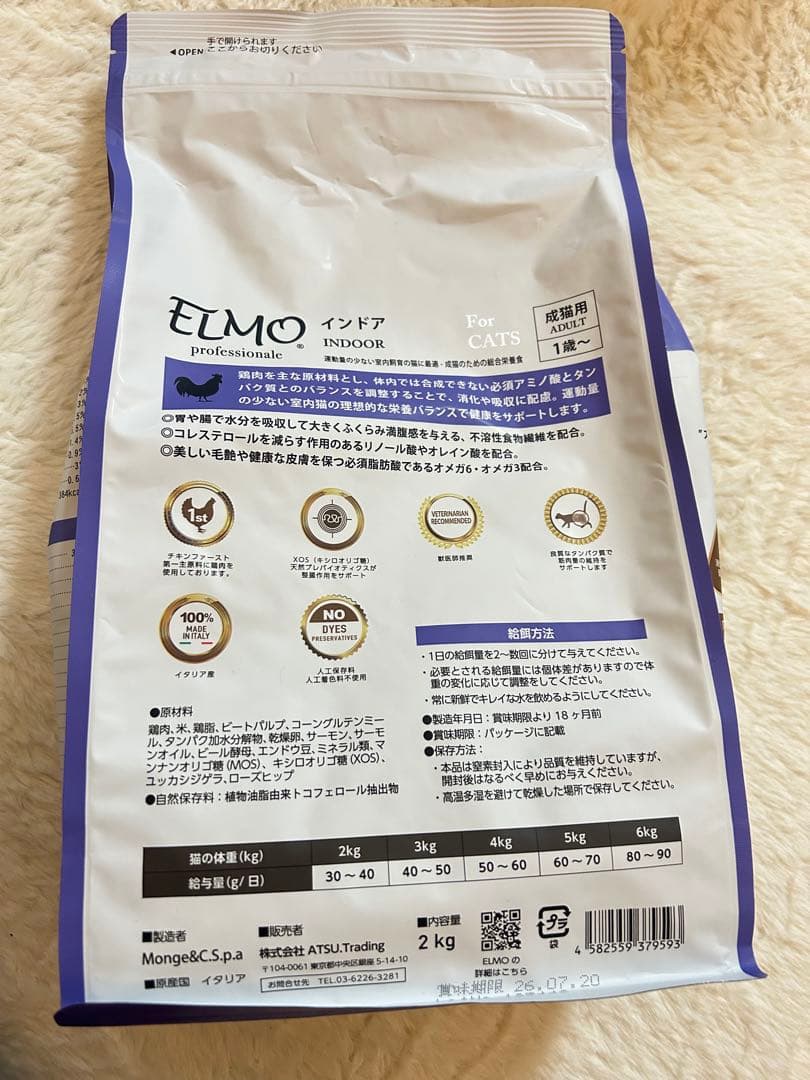 手で開けられます
◀OPEN ここからお切りください
ELMO®
professionale
インドア
INDOOR
For
CATS
成猫用
ADULT
1歳〜
運動量の少ない室内飼育の猫に最適・成猫のための総合栄養食
鶏肉を主な原材料とし、体内では合成できない必須アミノ酸とタン
パク質とのバランスを調整することで、消化や吸収に配慮。運動量
の少ない室内猫の理想的な栄養バランスで健康をサポートします。
◎胃や腸で水分を吸収して大きくふくらみ満腹感を与える、不溶性食物繊維を配合。
◎コレステロールを減らす作用のあるリノール酸やオレイン酸を配合。
◎美しい毛艶や健康な皮膚を保つ必須脂肪酸であるオメガ6・オメガ3配合。
1st
チキンファースト
第一主原料に鶏肉を
使用しております。
XOS（キシロオリゴ糖）
天然プレバイオティクスが
整腸作用をサポート
VETERINARIAN
RECOMMENDED
獣医師推奨
良質なタンパク質で
筋肉量の維持を
サポートします
100%
MADE
IN ITALY
イタリア産
NO
DYES
PRESERVATIVES
人工保存料
人工着色料不使用
給餌方法
・1日の給餌量を2〜数回に分けて与えてください。
・必要とされる給餌量には個体差がありますので体
重の変化に応じて調整をしてください。
・常に新鮮でキレイな水を飲めるようにしてください。
●製造年月日：賞味期限より18ヶ月前
●賞味期限：パッケージに記載
●保存方法：
・本品は窒素封入により品質を維持していますが、
開封後はなるべく早めにお与えください。
・高温多湿を避けて乾燥した場所で保存してください。
●原材料
鶏肉、米、鶏脂、ビートパルプ、コーングルテンミー
ル、タンパク加水分解物、乾燥卵、サーモン、サーモ
ンオイル、ビール酵母、エンドウ豆、ミネラル類、マ
ンナンオリゴ糖（MOS）、キシロオリゴ糖（XOS）、
ユッカシジゲラ、ローズヒップ
●自然保存料：植物油脂由来トコフェロール抽出物
猫の体重(kg) 2kg 3kg 4kg 5kg 6kg
給与量(g/日) 30〜40 40〜50 50〜60 60〜70 80〜90
■製造者
Monge&C.S.p.a
■原産国 イタリア
■販売者
株式会社 ATSU.Trading
〒104-0061 東京都中央区銀座 5-14-10
お問合せ先 TEL.03-6226-3281
■内容量
2 kg
ELMO の
詳細はこちら
プラ
袋
4 582559 379593
賞味期限 26.07.20